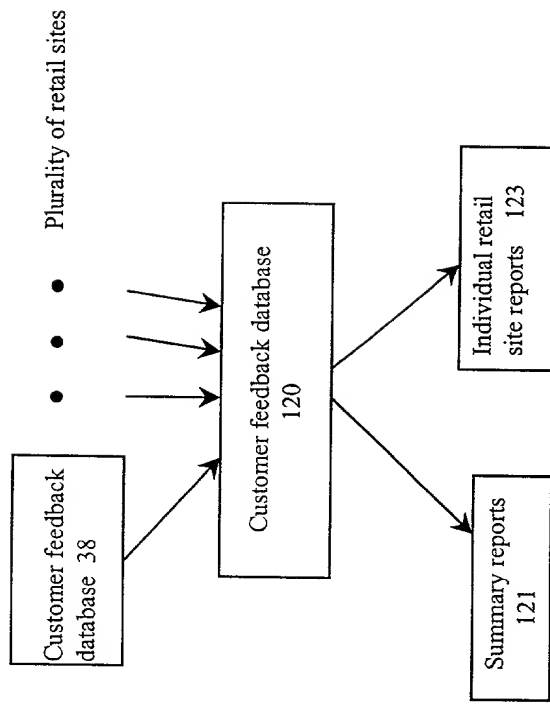 Plurality of retail sites
Customer feedback
database 38
Customer feedback database
120
Summary reports
121
Individual retail
site reports 123